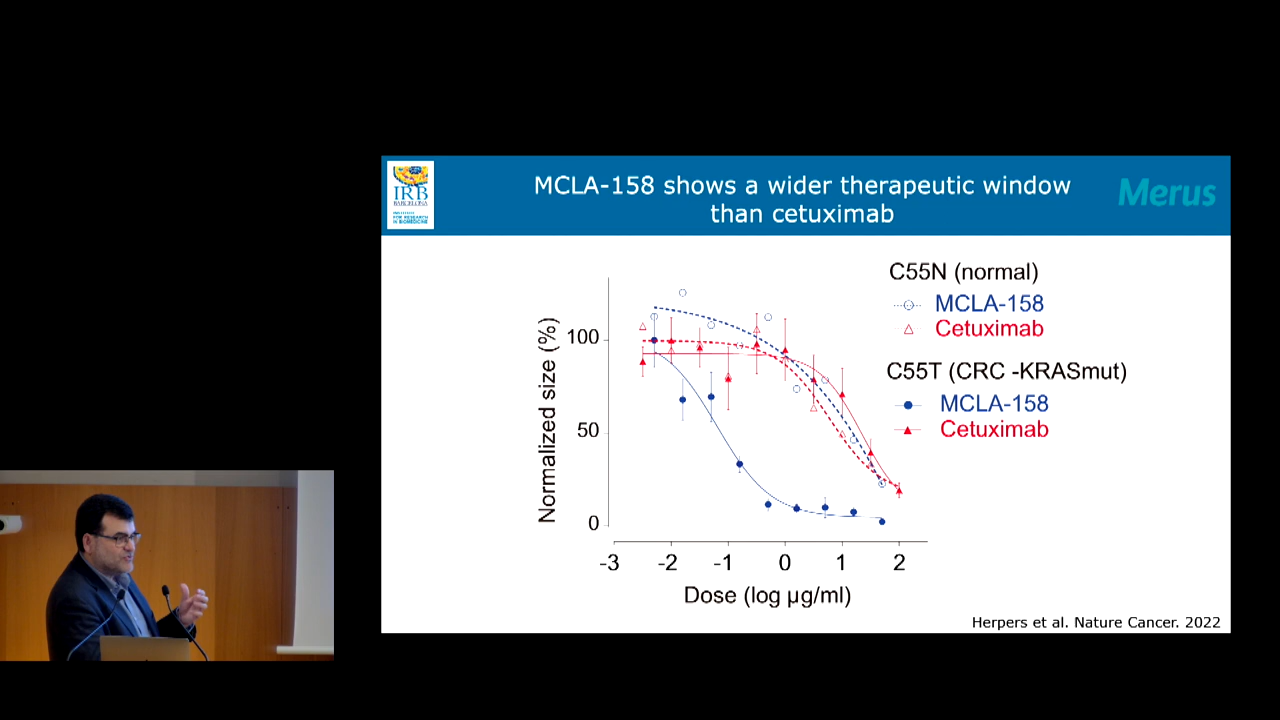 MCLA-158 shows a wider therapeutic window
than cetuximab
IRB
BARCELONA
INSTITUTE
FOR RESEARCH
IN BIOMEDICINE
Merus
C55N (normal)
MCLA-158
Cetuximab
C55T (CRC -KRASmut)
MCLA-158
Cetuximab
Normalized size (%)
100
50
0
-3 -2 -1 0 1 2
Dose (log µg/ml)
Herpers et al. Nature Cancer. 2022